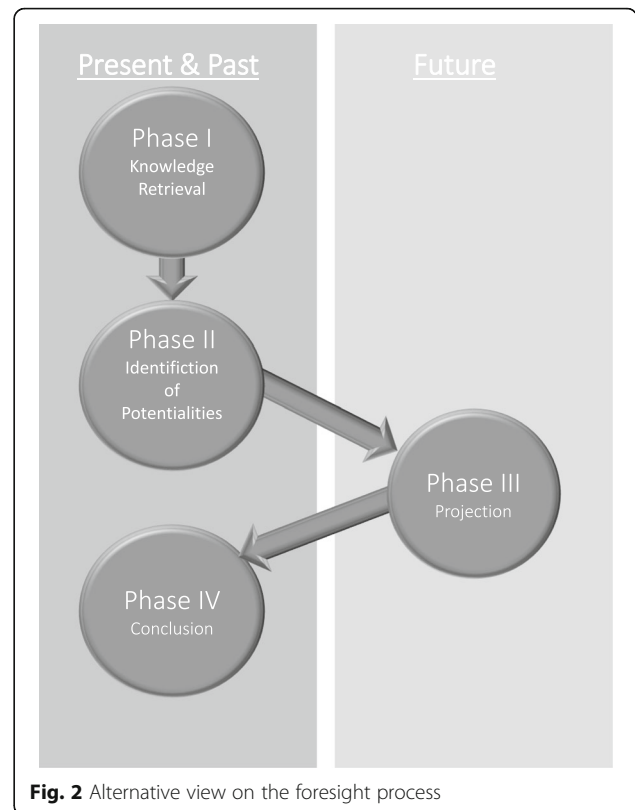 Present & Past
Future
Phase I
Knowledge
Retrieval
Phase II
Identifiction
of
Potentialities
Phase III
Projection
Phase IV
Conclusion
Fig. 2 Alternative view on the foresight process